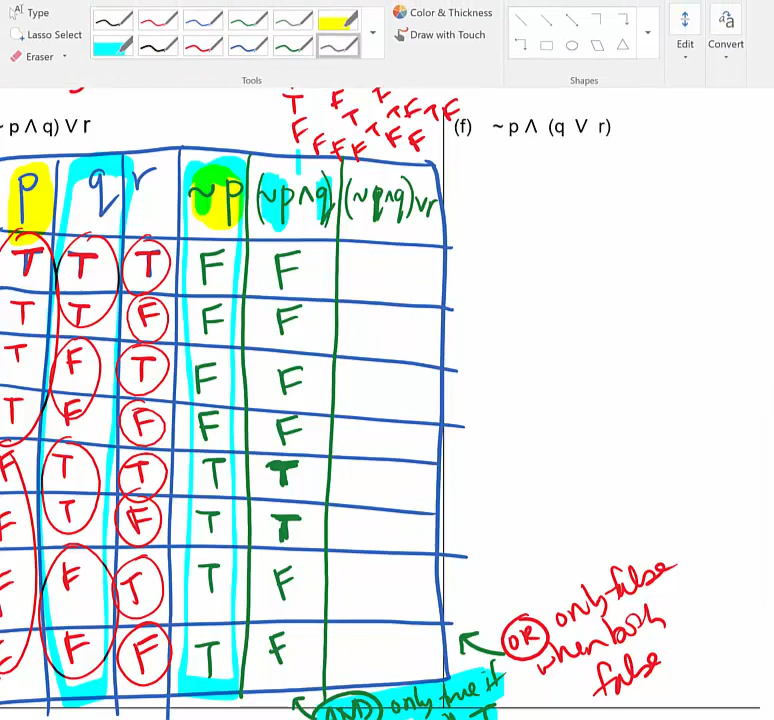 Type
Lasso Select
Eraser
Color & Thickness
Draw with Touch
Edit
Convert
Tools
Shapes
~ p ∧ q) ∨ r
(f) ~ p ∧ (q ∨ r)
T F
F T T F T F
F F F T F F
p q r ~p (~p∧q) (~p∧q)∨r
T T T F F
T T F F F
T F T F F
T F F F F
F T T T T
F T F T T
F F T T F
F F F T F
OR only false
when both
false
AND only true if